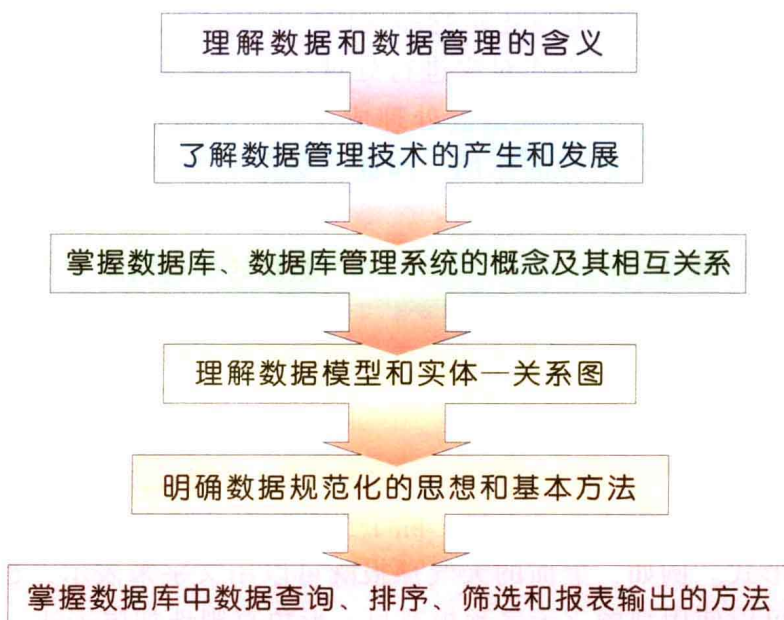 理解数据和数据管理的含义
了解数据管理技术的产生和发展
掌握数据库、数据库管理系统的概念及其相互关系
理解数据模型和实体—关系图
明确数据规范化的思想和基本方法
掌握数据库中数据查询、排序、筛选和报表输出的方法